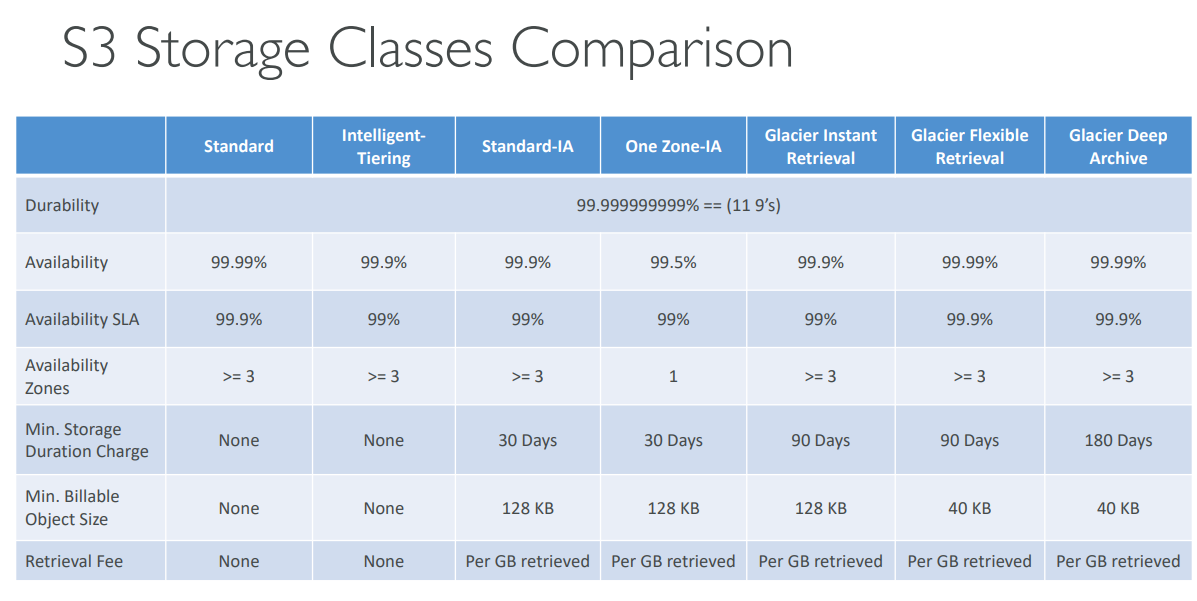 S3 Storage Classes Comparison
Standard
Intelligent-
Tiering
Standard-IA
One Zone-IA
Glacier Instant
Retrieval
Glacier Flexible
Retrieval
Glacier Deep
Archive
Durability
99.999999999% == (11 9’s)
Availability
99.99%
99.9%
99.9%
99.5%
99.9%
99.99%
99.99%
Availability SLA
99.9%
99%
99%
99%
99%
99.9%
99.9%
Availability
Zones
>= 3
>= 3
>= 3
1
>= 3
>= 3
>= 3
Min. Storage
Duration Charge
None
None
30 Days
30 Days
90 Days
90 Days
180 Days
Min. Billable
Object Size
None
None
128 KB
128 KB
128 KB
40 KB
40 KB
Retrieval Fee
None
None
Per GB retrieved
Per GB retrieved
Per GB retrieved
Per GB retrieved
Per GB retrieved